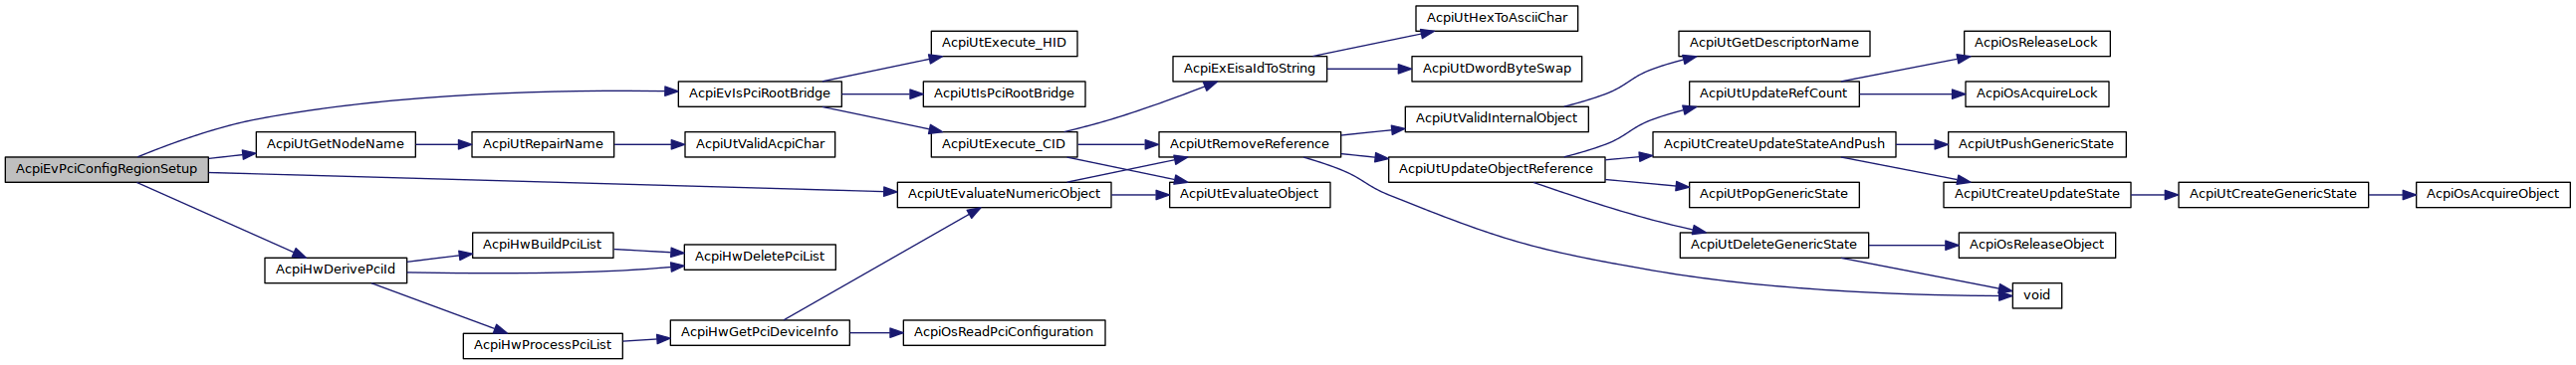 AcpiEvPciConfigRegionSetup
AcpiEvIsPciRootBridge
AcpiUtGetNodeName
AcpiHwDerivePciId
AcpiUtRepairName
AcpiUtValidAcpiChar
AcpiHwBuildPciList
AcpiHwDeletePciList
AcpiHwProcessPciList
AcpiHwGetPciDeviceInfo
AcpiOsReadPciConfiguration
AcpiUtExecute_HID
AcpiUtIsPciRootBridge
AcpiUtExecute_CID
AcpiUtEvaluateNumericObject
AcpiExEisaIdToString
AcpiUtRemoveReference
AcpiUtEvaluateObject
AcpiUtHexToAsciiChar
AcpiUtDwordByteSwap
AcpiUtValidInternalObject
AcpiUtUpdateObjectReference
AcpiUtGetDescriptorName
AcpiUtUpdateRefCount
AcpiUtCreateUpdateStateAndPush
AcpiUtPopGenericState
AcpiUtDeleteGenericState
AcpiOsReleaseLock
AcpiOsAcquireLock
AcpiUtPushGenericState
AcpiUtCreateUpdateState
AcpiOsReleaseObject
void
AcpiUtCreateGenericState
AcpiOsAcquireObject